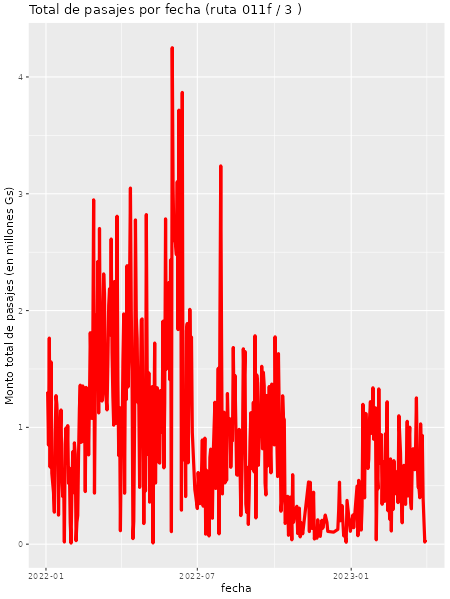 Total de pasajes por fecha (ruta 011f / 3 )
Monto total de pasajes (en millones Gs)
4
3
2
1
0
2022-01
2022-07
2023-01
fecha